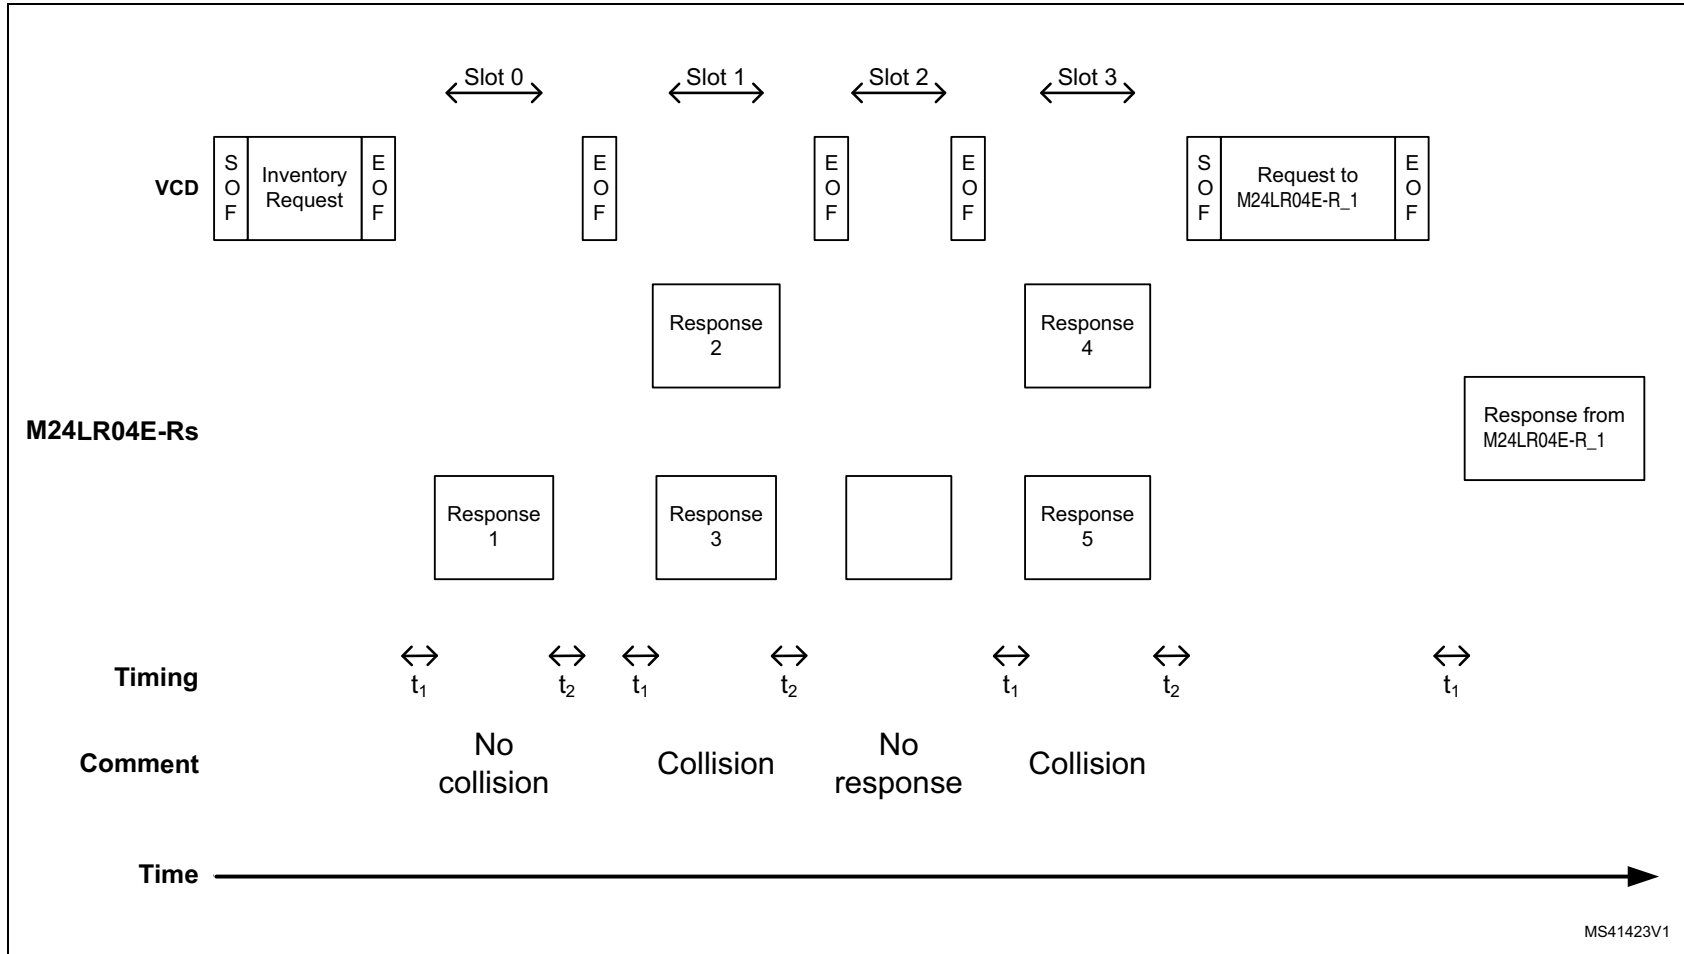 Slot 0
Slot 1
Slot 2
Slot 3
VCD
S
O
F
Inventory
Request
E
O
F
E
O
F
E
O
F
E
O
F
S
O
F
Request to
M24LR04E-R_1
E
O
F
Response
2
Response
4
M24LR04E-Rs
Response from
M24LR04E-R_1
Response
1
Response
3
Response
5
Timing
t₁
t₂
t₁
t₂
t₁
t₂
t₁
Comment
No
collision
Collision
No
response
Collision
Time
MS41423V1